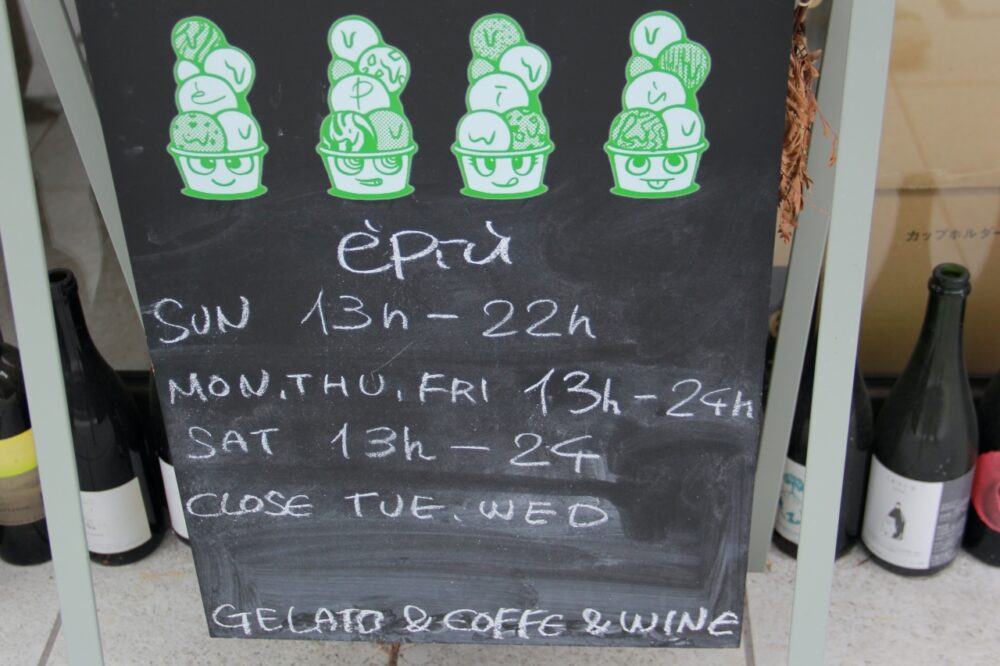 èpiù
SUN 13h - 22h
MON, THU, FRI 13h - 24h
SAT 13h - 24
CLOSE TUE, WED
GELATO & COFFE & WINE
カップホルダー